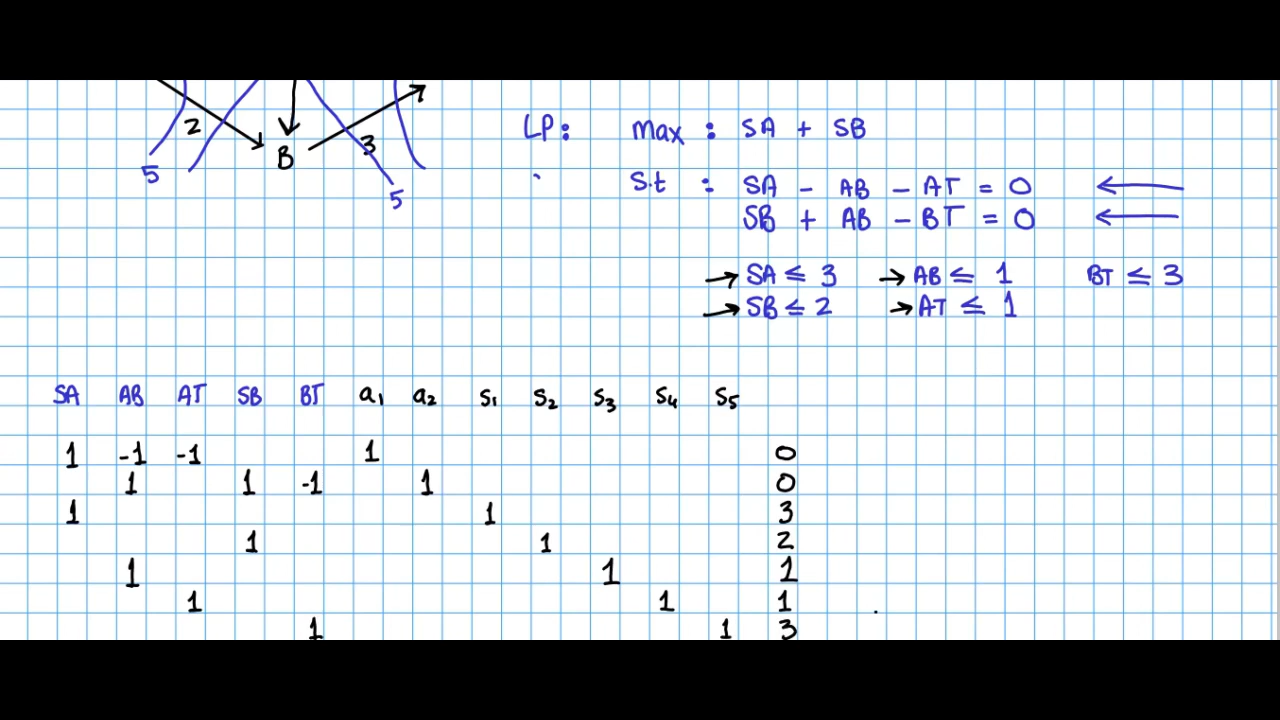 2
B
3
5
5
LP: max : SA + SB
s.t : SA - AB - AT = 0
SB + AB - BT = 0
SA ≤ 3 AB ≤ 1 BT ≤ 3
SB ≤ 2 AT ≤ 1
SA AB AT SB BT a1 a2 s1 s2 s3 s4 s5
1 -1 -1 1 0
1 1 -1 1 0
1 1 3
1 1 2
1 1 1
1 1 1
1 1 3